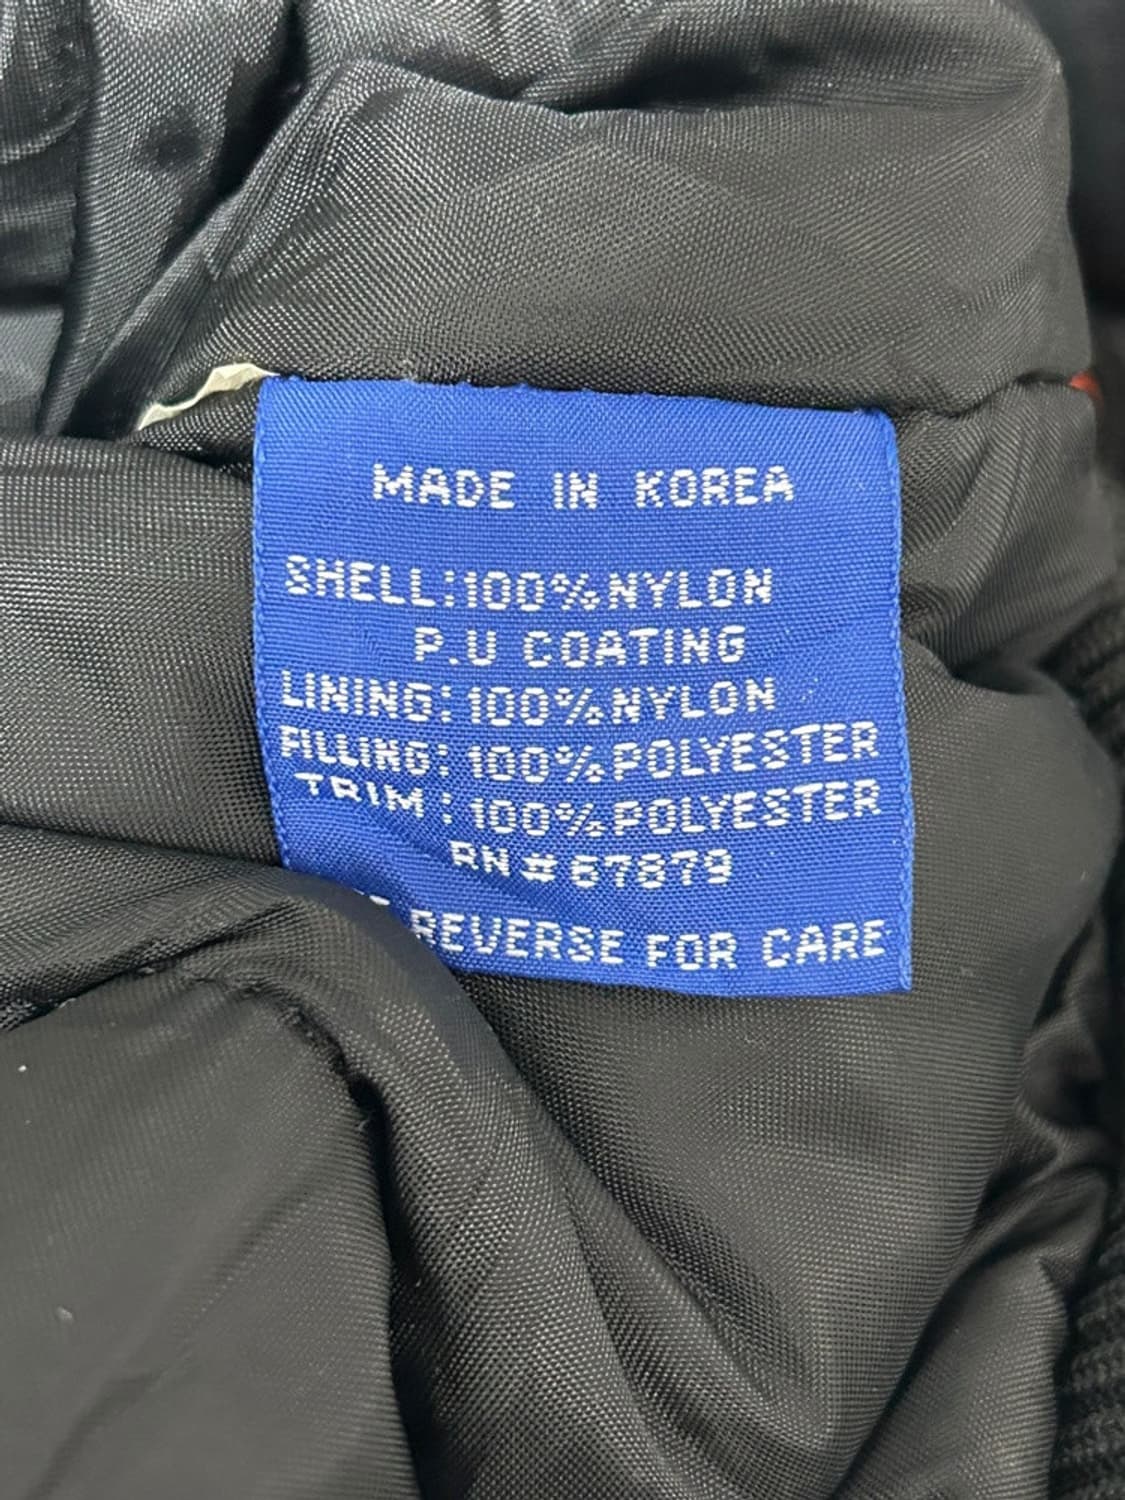 MADE IN KOREA
SHELL:100%NYLON
P.U COATING
LINING:100%NYLON
FILLING:100%POLYESTER
TRIM:100%POLYESTER
RN#67879
REVERSE FOR CARE